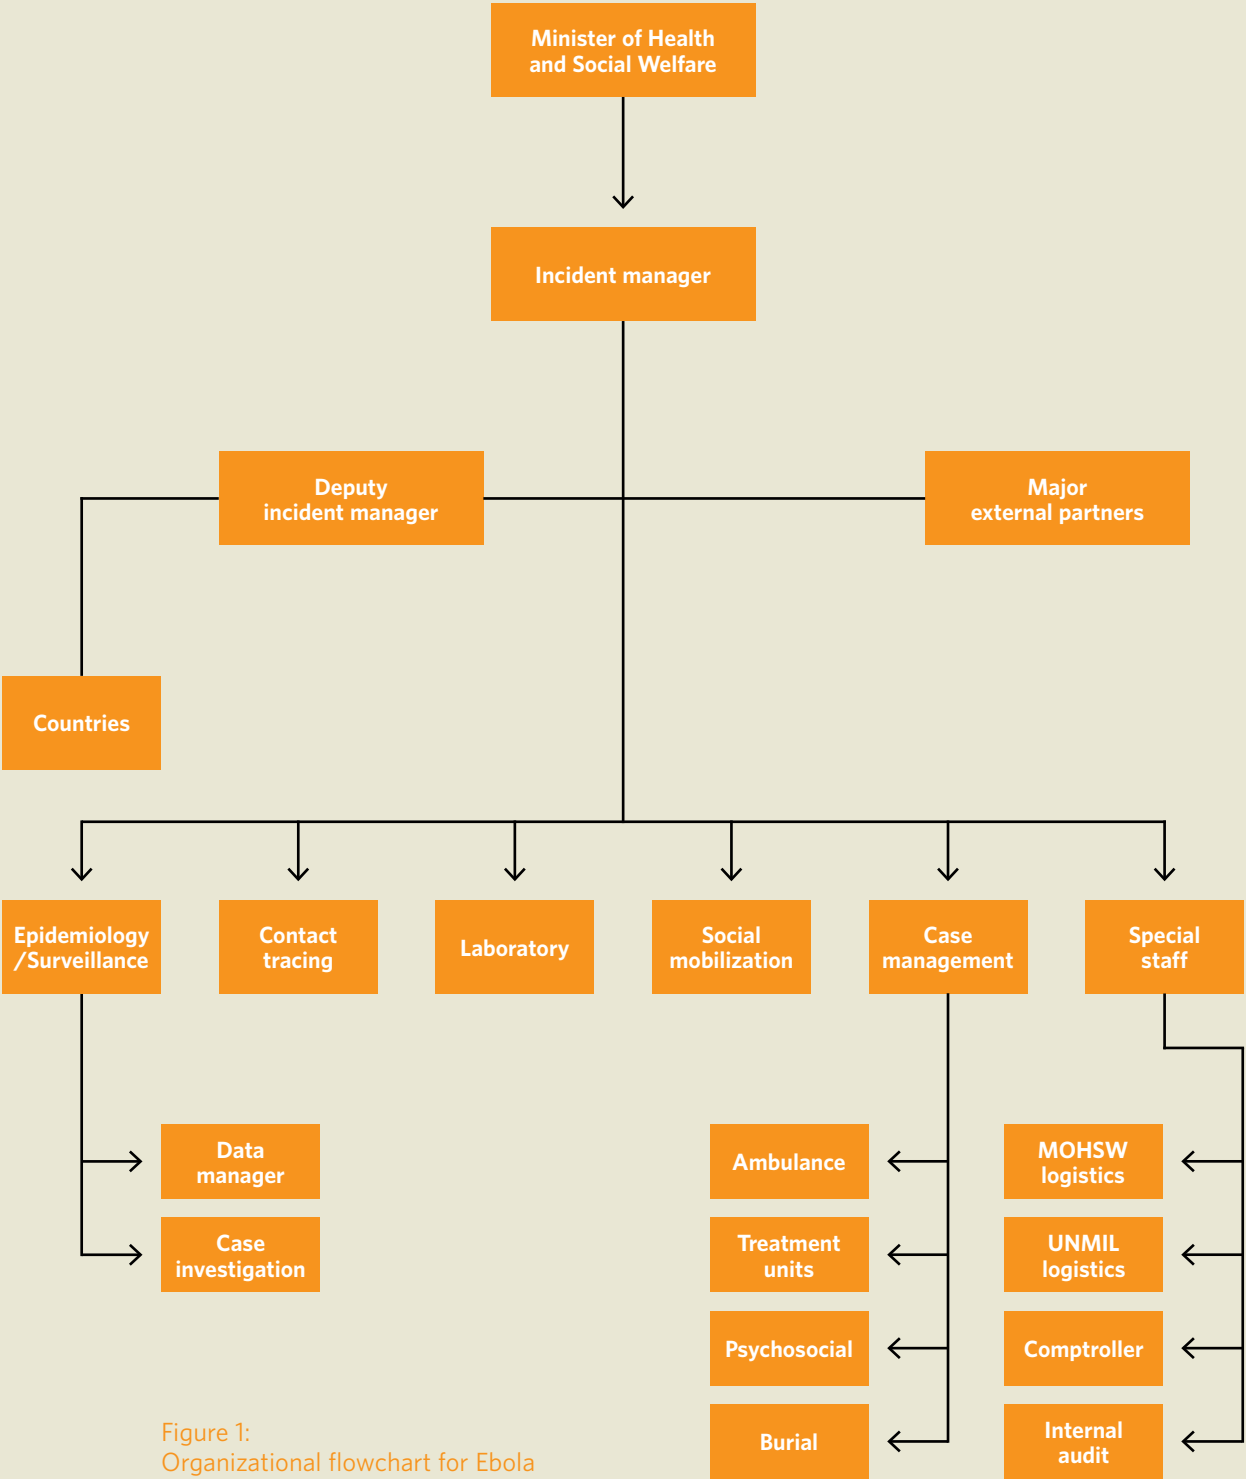 Minister of Health
and Social Welfare
Incident manager
Deputy
incident manager
Major
external partners
Countries
Epidemiology
/Surveillance
Contact
tracing
Laboratory
Social
mobilization
Case
management
Special
staff
Data
manager
Case
investigation
Ambulance
Treatment
units
Psychosocial
Burial
MOHSW
logistics
UNMIL
logistics
Comptroller
Internal
audit
Figure 1:
Organizational flowchart for Ebola